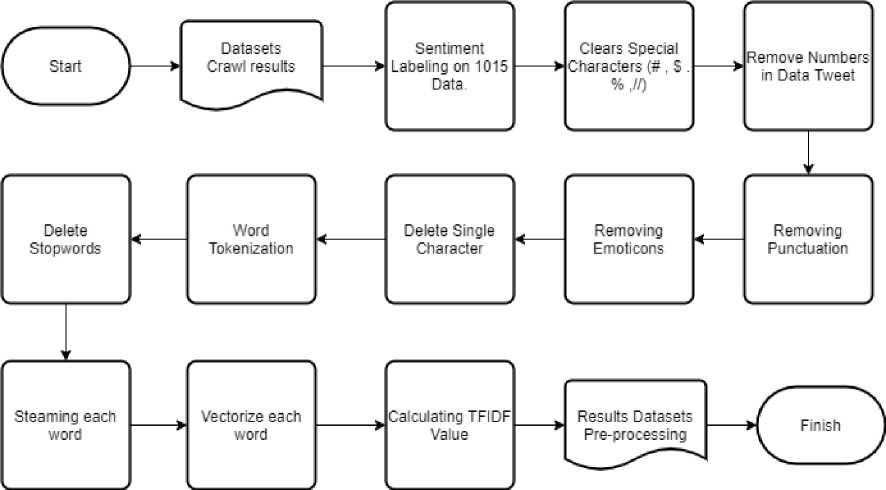 Start
Datasets
Crawl results
Sentiment
Labeling on 1015
Data.
Clears Special
Characters (# , $ .
% ,//)
Remove Numbers
in Data Tweet
Removing
Punctuation
Removing
Emoticons
Delete Single
Character
Word
Tokenization
Delete
Stopwords
Steaming each
word
Vectorize each
word
Calculating TFIDF
Value
Results Datasets
Pre-processing
Finish